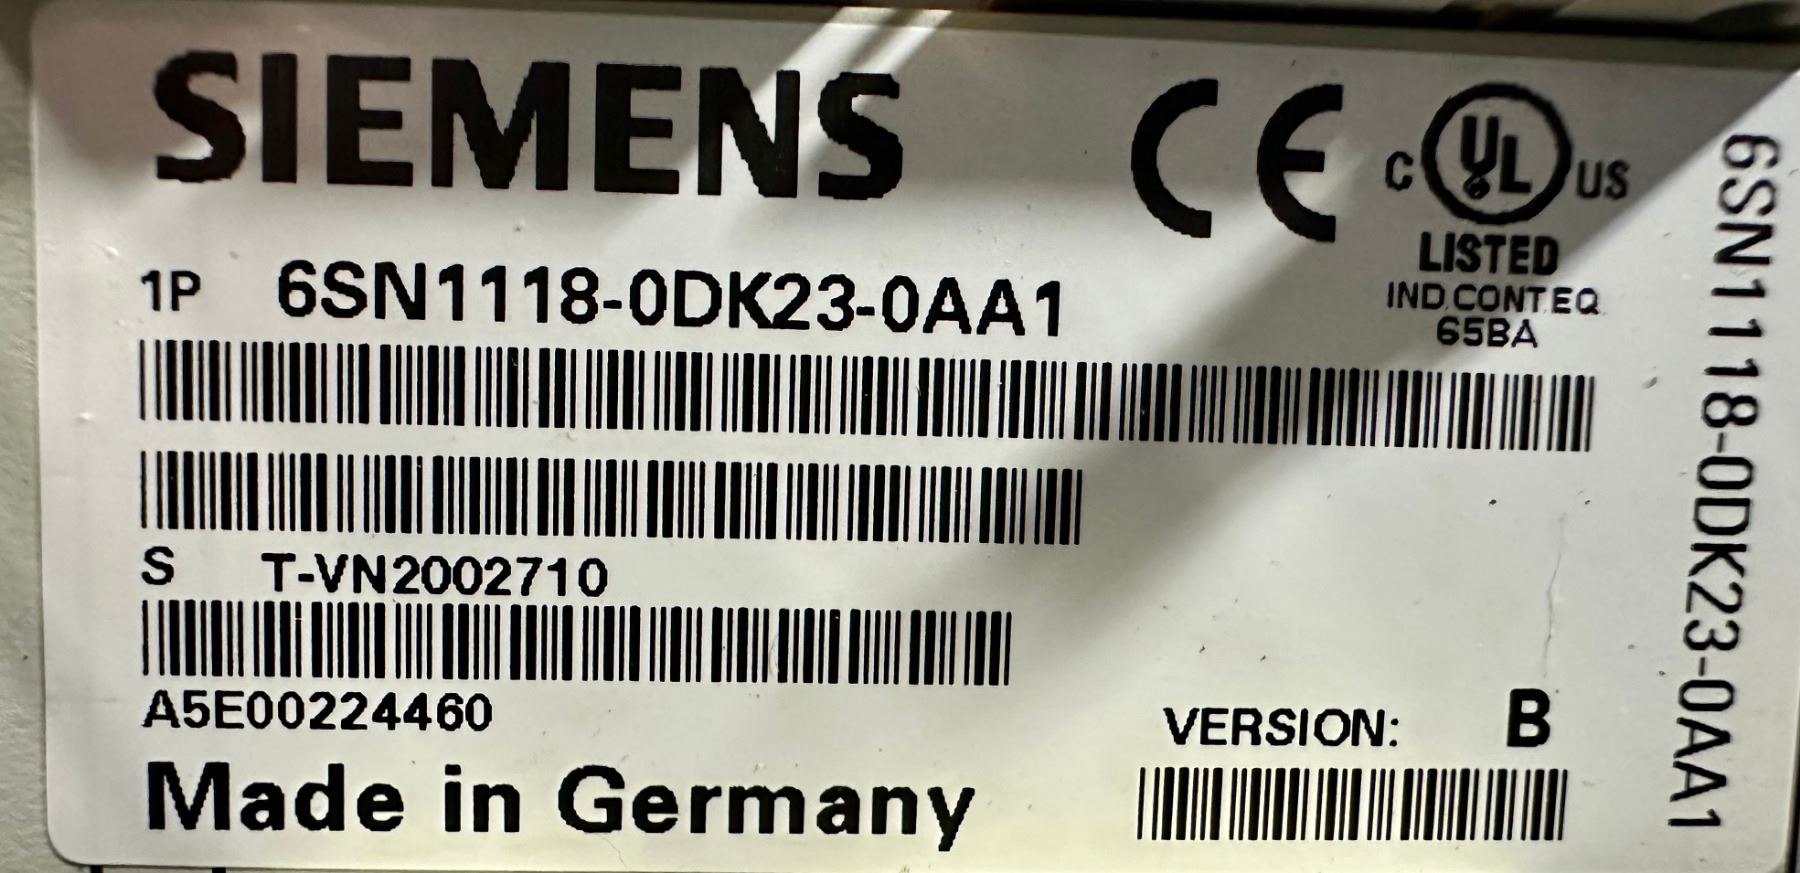 SIEMENS
CE
C UL US
LISTED
IND.CONT.EQ.
65BA
1P 6SN1118-0DK23-0AA1
S T-VN2002710
A5E00224460
VERSION: B
Made in Germany
6SN1118-0DK23-0AA1